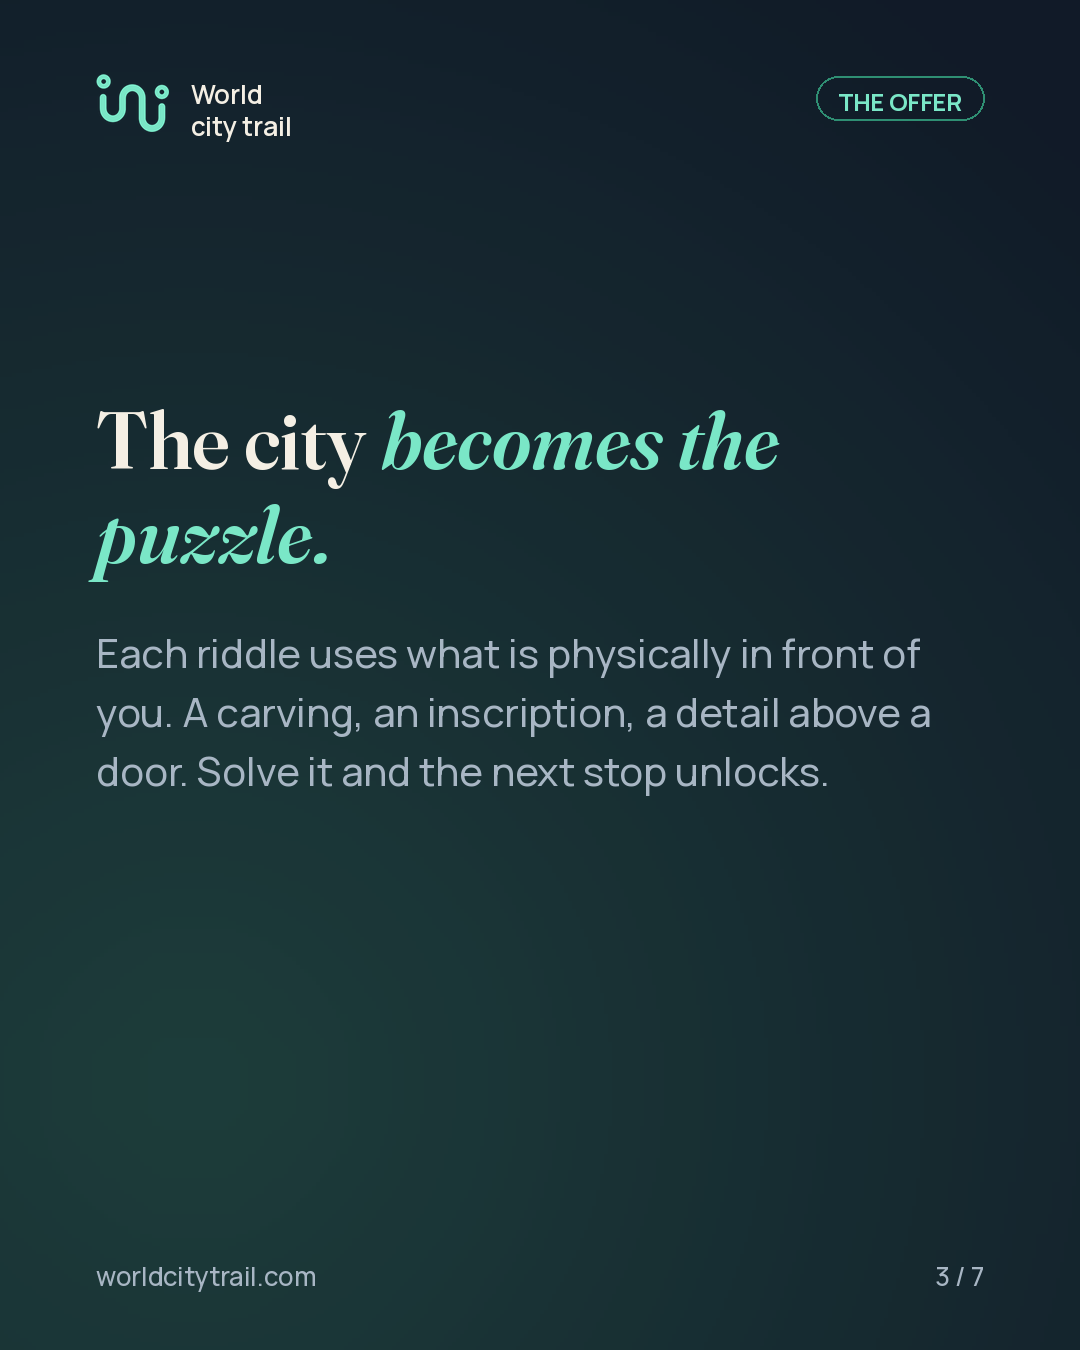 World
city trail
THE OFFER
The city becomes the
puzzle.
Each riddle uses what is physically in front of
you. A carving, an inscription, a detail above a
door. Solve it and the next stop unlocks.
worldcitytrail.com
3 / 7